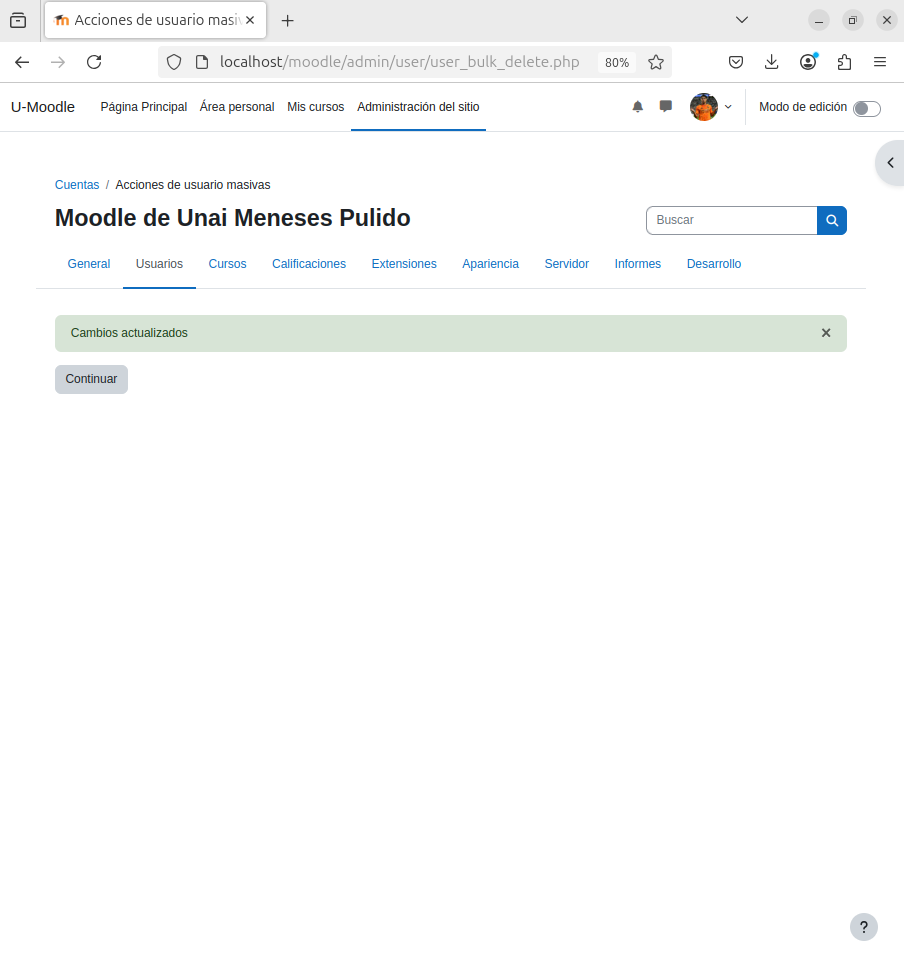 Acciones de usuario masiv
localhost/moodle/admin/user/user_bulk_delete.php 80%
U-Moodle Página Principal Área personal Mis cursos Administración del sitio Modo de edición
Cuentas / Acciones de usuario masivas
Moodle de Unai Meneses Pulido
Buscar
General Usuarios Cursos Calificaciones Extensiones Apariencia Servidor Informes Desarrollo
Cambios actualizados ×
Continuar
?